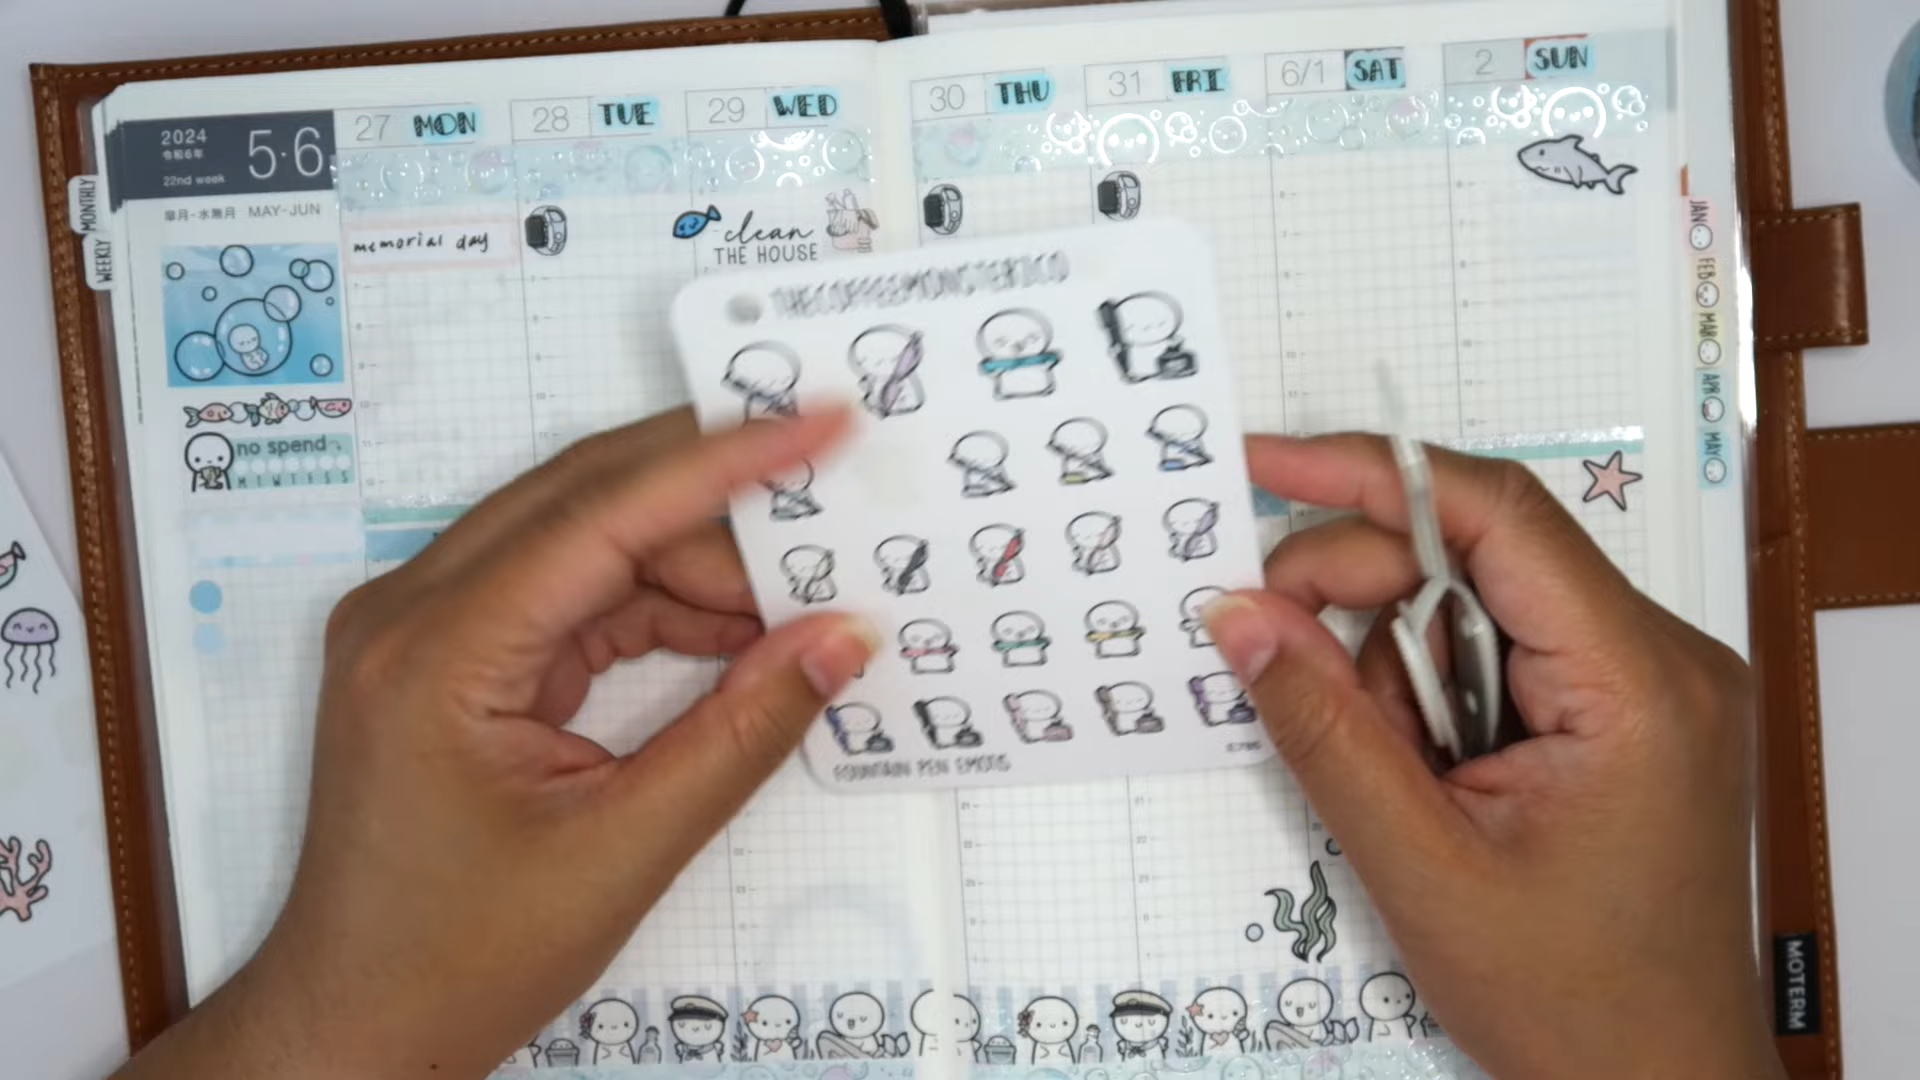 2024
令和6年
22nd week
5·6
皐月-水無月 MAY-JUN
27 MON
28 TUE
29 WED
30 THU
31 FRI
6/1 SAT
2 SUN
MONTHLY
WEEKLY
memorial day
clean
THE HOUSE
no spend
M T W T F S S
THECOFFEEMONSTERZCO
FOUNTAIN PEN EMOTIS
JAN
FEB
MAR
APR
MAY
MOTERM